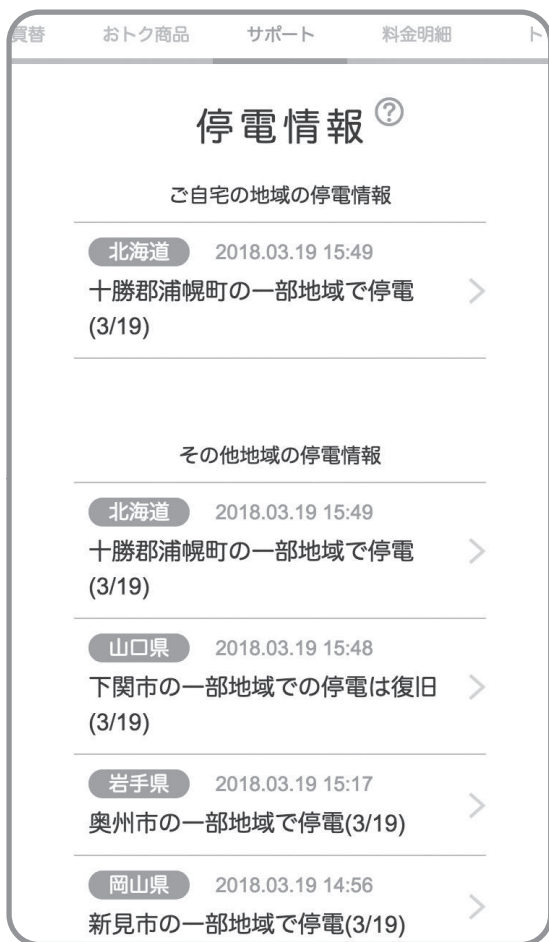 買替 おトク商品 サポート 料金明細 ト
停電情報 ?
ご自宅の地域の停電情報
北海道 2018.03.19 15:49
十勝郡浦幌町の一部地域で停電
(3/19)
その他地域の停電情報
北海道 2018.03.19 15:49
十勝郡浦幌町の一部地域で停電
(3/19)
山口県 2018.03.19 15:48
下関市の一部地域での停電は復旧
(3/19)
岩手県 2018.03.19 15:17
奥州市の一部地域で停電(3/19)
岡山県 2018.03.19 14:56
新見市の一部地域で停電(3/19)